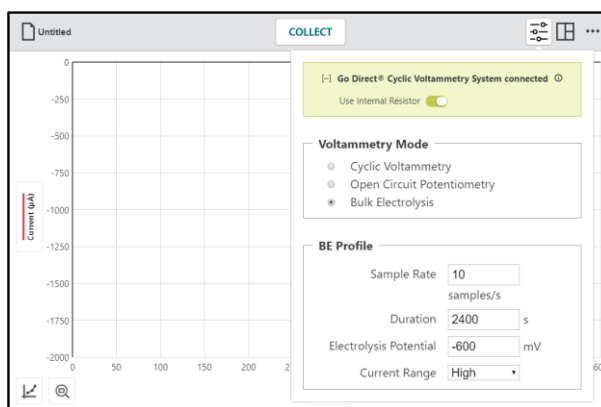 Untitled
COLLECT
...
[–] Go Direct® Cyclic Voltammetry System connected
Use Internal Resistor
Voltammetry Mode
Cyclic Voltammetry
Open Circuit Potentiometry
Bulk Electrolysis
BE Profile
Sample Rate 10
samples/s
Duration 2400 s
Electrolysis Potential -600 mV
Current Range High
Current (µA)
0
-250
-500
-750
-1000
-1250
-1500
-1750
-2000
0 50 100 150 200